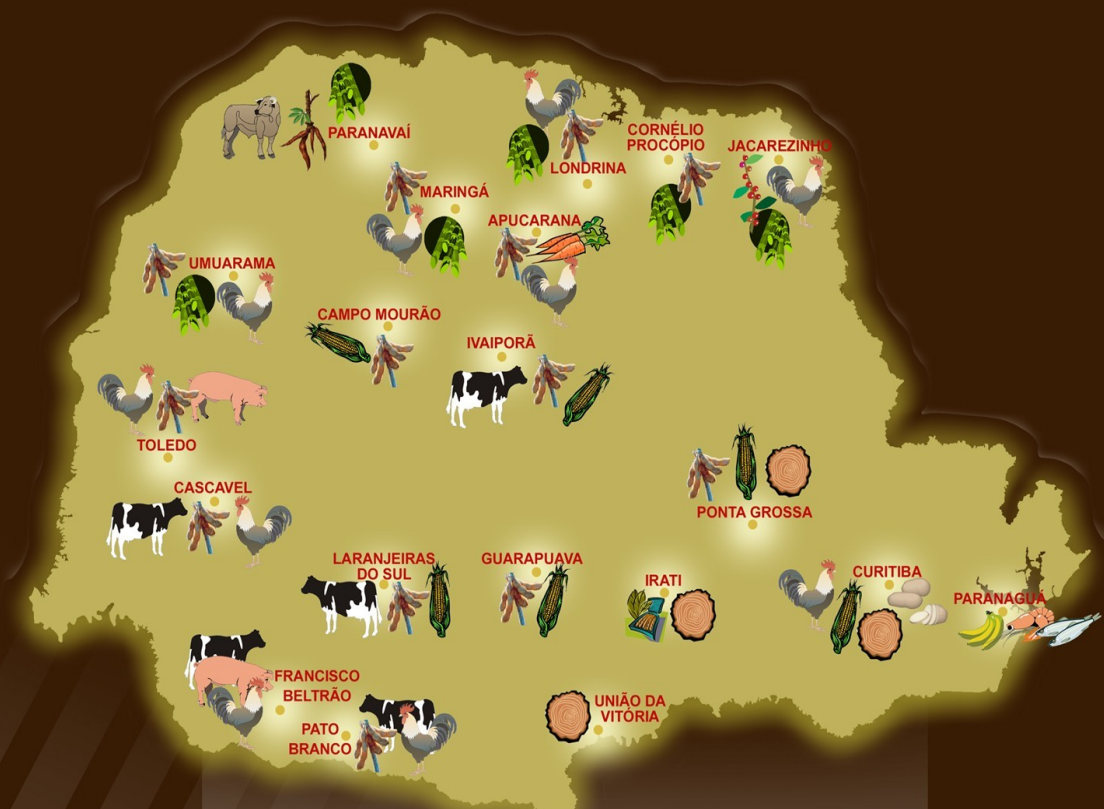 PARANAVAÍ
LONDRINA
CORNÉLIO
PROCÓPIO
JACAREZINHO
MARINGÁ
APUCARANA
UMUARAMA
CAMPO MOURÃO
IVAIPORÃ
TOLEDO
CASCAVEL
PONTA GROSSA
LARANJEIRAS
DO SUL
GUARAPUAVA
IRATI
CURITIBA
PARANAGUÁ
FRANCISCO
BELTRÃO
PATO
BRANCO
UNIÃO DA
VITÓRIA